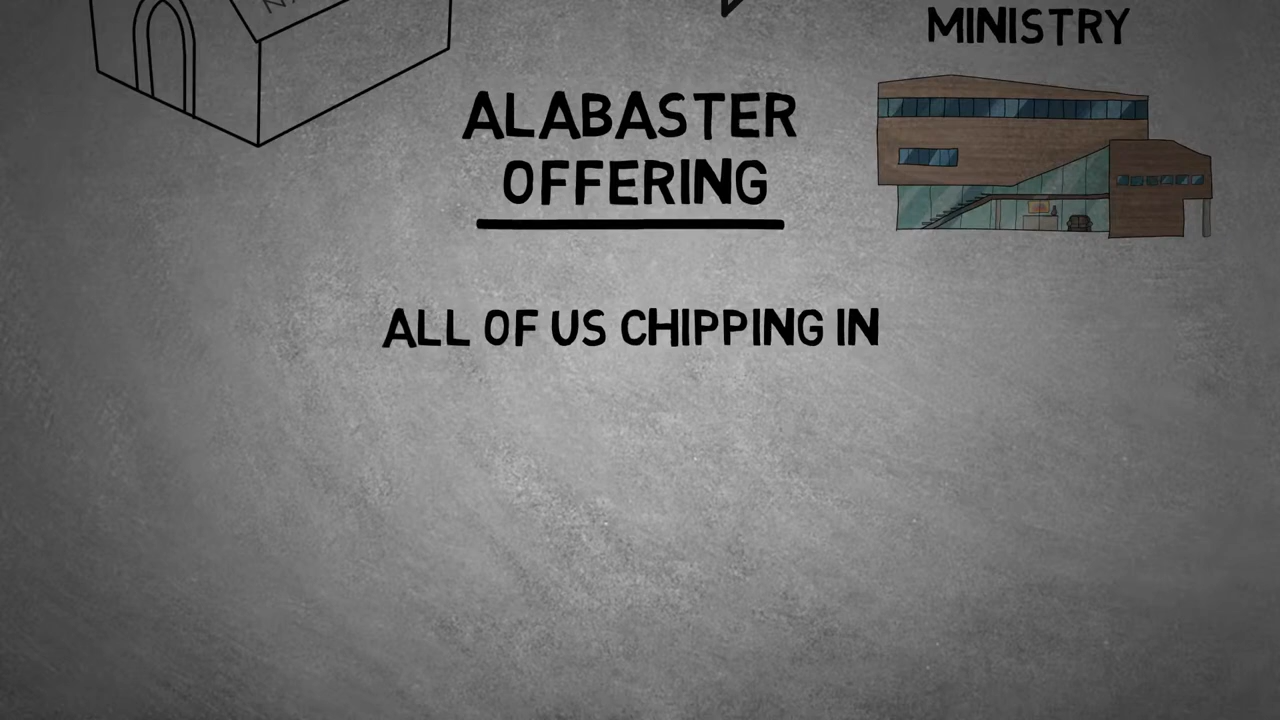 MINISTRY
ALABASTER
OFFERING
ALL OF US CHIPPING IN